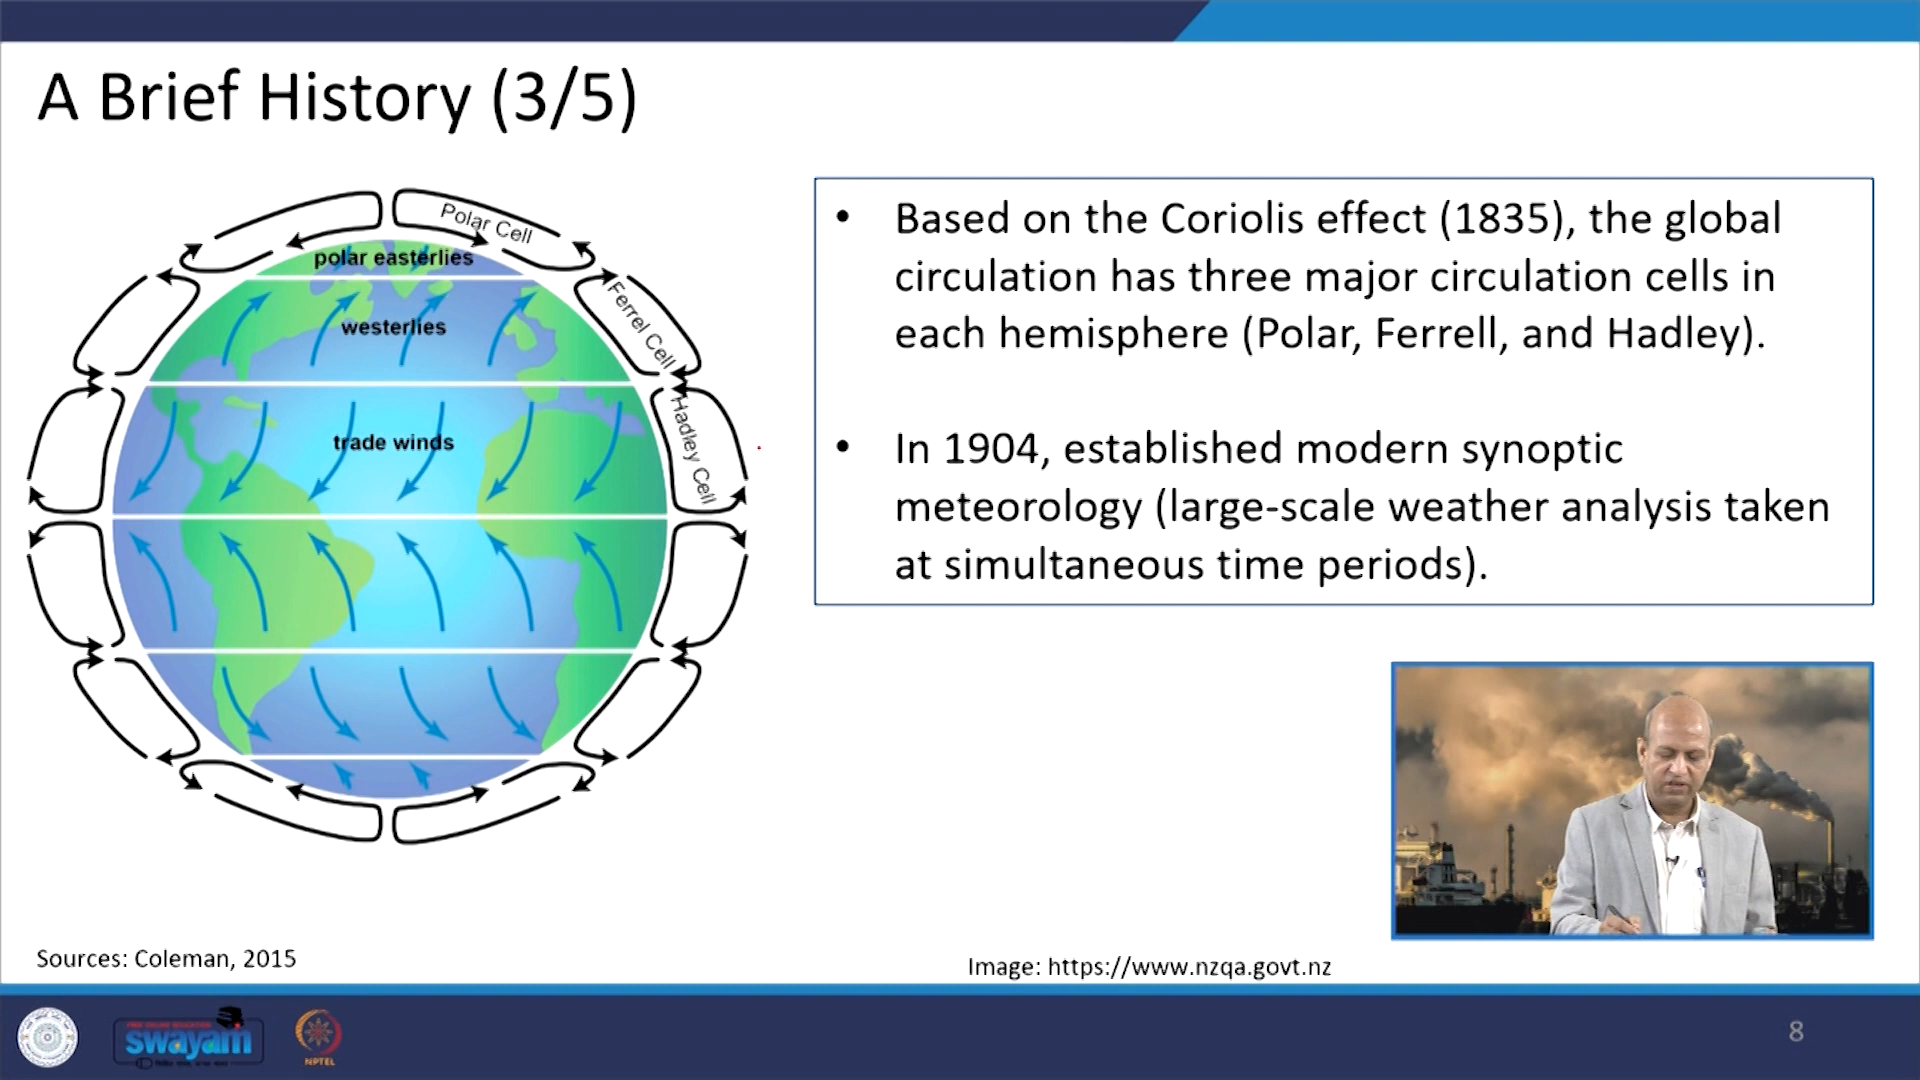 A Brief History (3/5)
Polar Cell
polar easterlies
Ferrel Cell
westerlies
Hadley Cell
trade winds
• Based on the Coriolis effect (1835), the global
circulation has three major circulation cells in
each hemisphere (Polar, Ferrell, and Hadley).
• In 1904, established modern synoptic
meteorology (large-scale weather analysis taken
at simultaneous time periods).
Sources: Coleman, 2015
Image: https://www.nzqa.govt.nz
FREE ONLINE EDUCATION
swayam
NPTEL
8